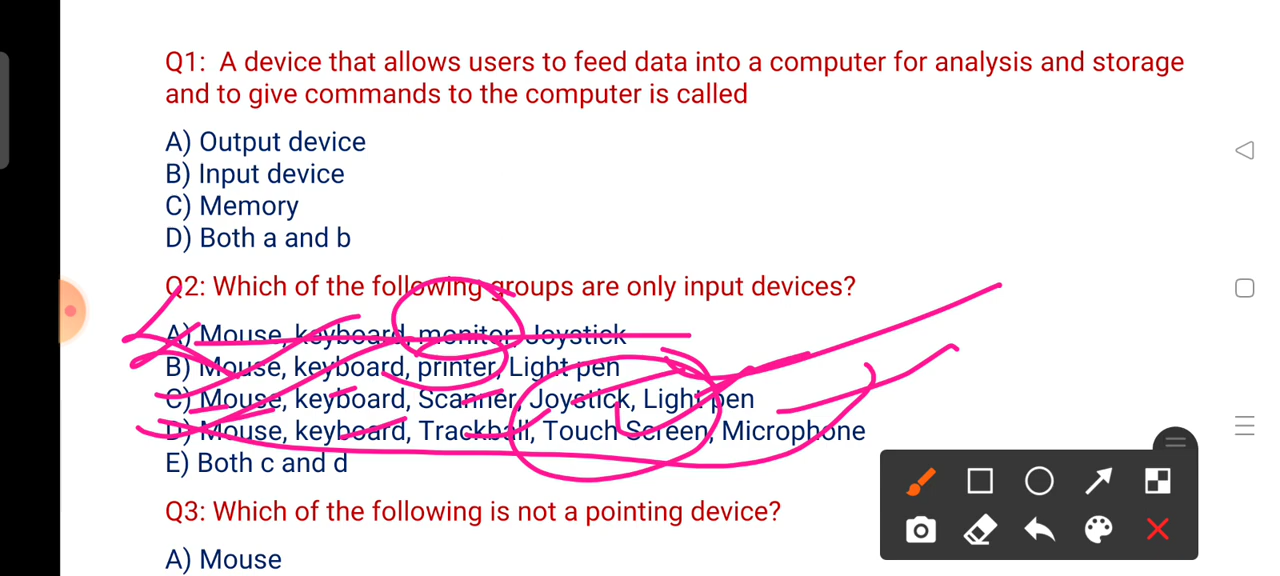 Q1: A device that allows users to feed data into a computer for analysis and storage
and to give commands to the computer is called
A) Output device
B) Input device
C) Memory
D) Both a and b
Q2: Which of the following groups are only input devices?
A) Mouse, keyboard, monitor, Joystick
B) Mouse, keyboard, printer, Light pen
C) Mouse, keyboard, Scanner, Joystick, Light pen
D) Mouse, keyboard, Trackball, Touch Screen, Microphone
E) Both c and d
Q3: Which of the following is not a pointing device?
A) Mouse